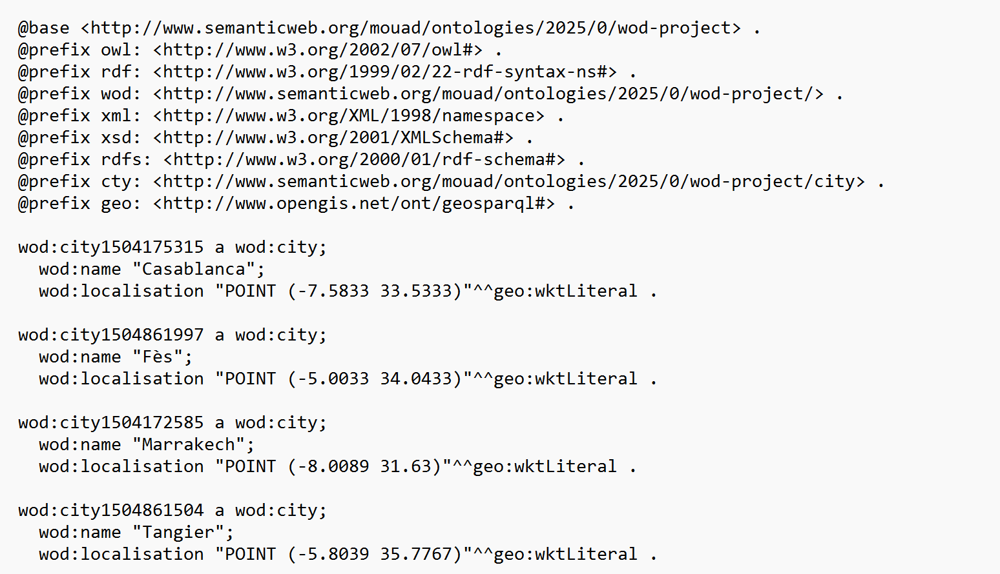 @base <http://www.semanticweb.org/mouad/ontologies/2025/0/wod-project> .
@prefix owl: <http://www.w3.org/2002/07/owl#> .
@prefix rdf: <http://www.w3.org/1999/02/22-rdf-syntax-ns#> .
@prefix wod: <http://www.semanticweb.org/mouad/ontologies/2025/0/wod-project/> .
@prefix xml: <http://www.w3.org/XML/1998/namespace> .
@prefix xsd: <http://www.w3.org/2001/XMLSchema#> .
@prefix rdfs: <http://www.w3.org/2000/01/rdf-schema#> .
@prefix cty: <http://www.semanticweb.org/mouad/ontologies/2025/0/wod-project/city> .
@prefix geo: <http://www.opengis.net/ont/geosparql#> .

wod:city1504175315 a wod:city;
  wod:name "Casablanca";
  wod:localisation "POINT (-7.5833 33.5333)"^^geo:wktLiteral .

wod:city1504861997 a wod:city;
  wod:name "Fès";
  wod:localisation "POINT (-5.0033 34.0433)"^^geo:wktLiteral .

wod:city1504172585 a wod:city;
  wod:name "Marrakech";
  wod:localisation "POINT (-8.0089 31.63)"^^geo:wktLiteral .

wod:city1504861504 a wod:city;
  wod:name "Tangier";
  wod:localisation "POINT (-5.8039 35.7767)"^^geo:wktLiteral .